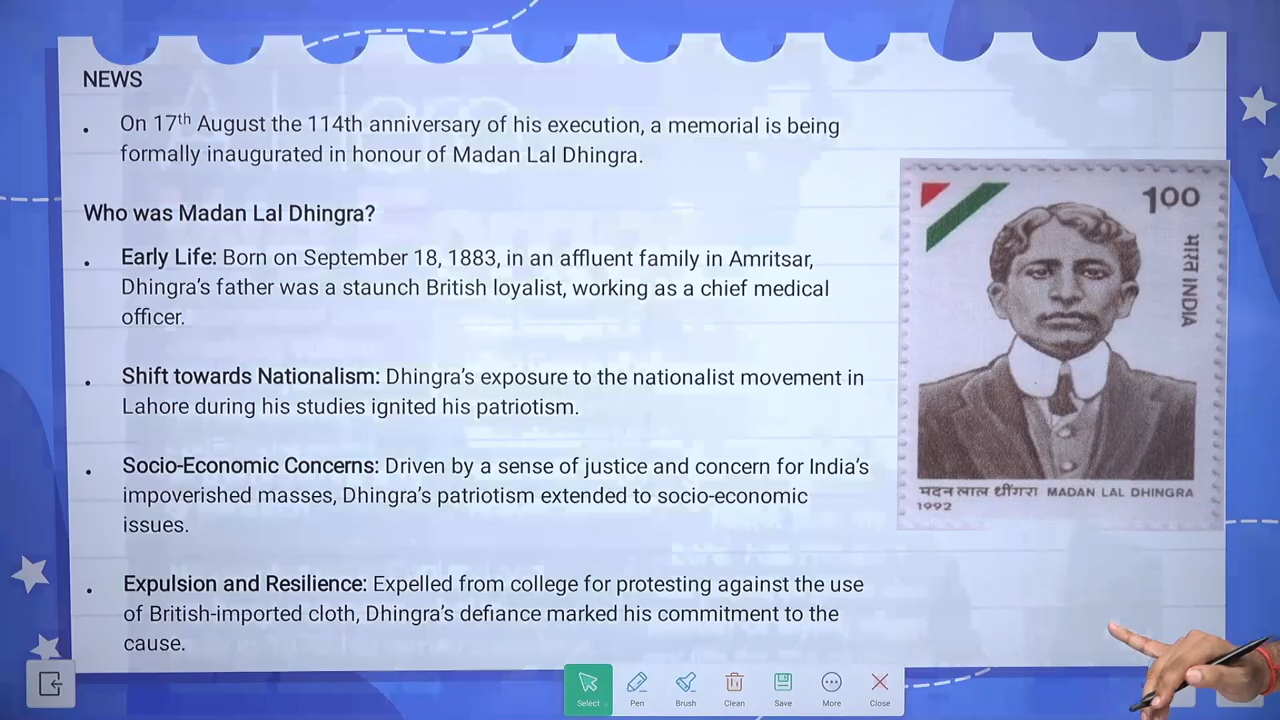 NEWS
• On 17th August the 114th anniversary of his execution, a memorial is being
formally inaugurated in honour of Madan Lal Dhingra.
Who was Madan Lal Dhingra?
• Early Life: Born on September 18, 1883, in an affluent family in Amritsar,
Dhingra's father was a staunch British loyalist, working as a chief medical
officer.
• Shift towards Nationalism: Dhingra's exposure to the nationalist movement in
Lahore during his studies ignited his patriotism.
• Socio-Economic Concerns: Driven by a sense of justice and concern for India's
impoverished masses, Dhingra's patriotism extended to socio-economic
issues.
• Expulsion and Resilience: Expelled from college for protesting against the use
of British-imported cloth, Dhingra's defiance marked his commitment to the
cause.
100
भारत INDIA
मदन लाल धींगरा MADAN LAL DHINGRA
1992
Select Pen Brush Clean Save More Close